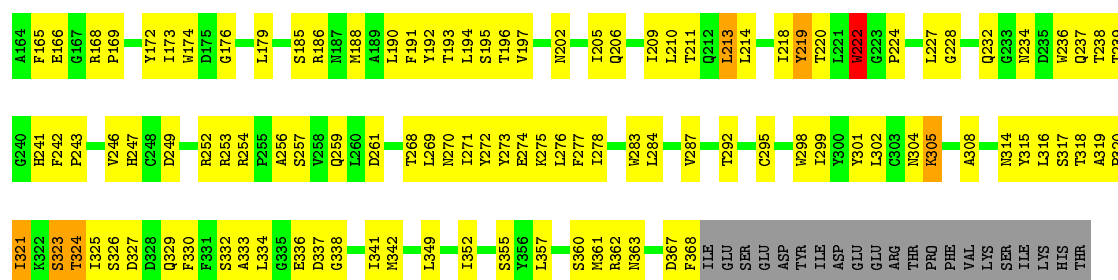 A164 F165 E166 G167 R168 P169 Y172 I173 W174 D175 G176 L179 S185 R186 N187 M188 A189 L190 F191 Y192 T193 L194 S195 T196 V197 N202 I205 Q206 I209 L210 T211 Q212 L213 L214 I218 Y219 T220 L221 W222 G223 P224 L227 G228 Q232 G233 N234 D235 W236 Q237 T238 T239
G240 H241 F242 P243 V246 H247 C248 D249 R252 R253 R254 P255 A256 S257 V258 Q259 L260 D261 T268 L269 N270 I271 Y272 Y273 E274 K275 L276 F277 I278 W283 L284 V287 T292 C295 W298 I299 Y300 Y301 L302 C303 N304 K305 A308 N314 Y315 L316 S317 T318 A319 P320
I321 K322 S323 T324 I325 S326 D327 D328 Q329 F330 F331 S332 A333 L334 G335 E336 D337 G338 I341 M342 L349 I352 S355 Y356 L357 S360 M361 R362 N363 D367 F368 ILE GLU SER GLU ASP TYR ILE ASP GLU GLU ARG THR PRO PHE VAL LYS SER ILE LYS HIS THR